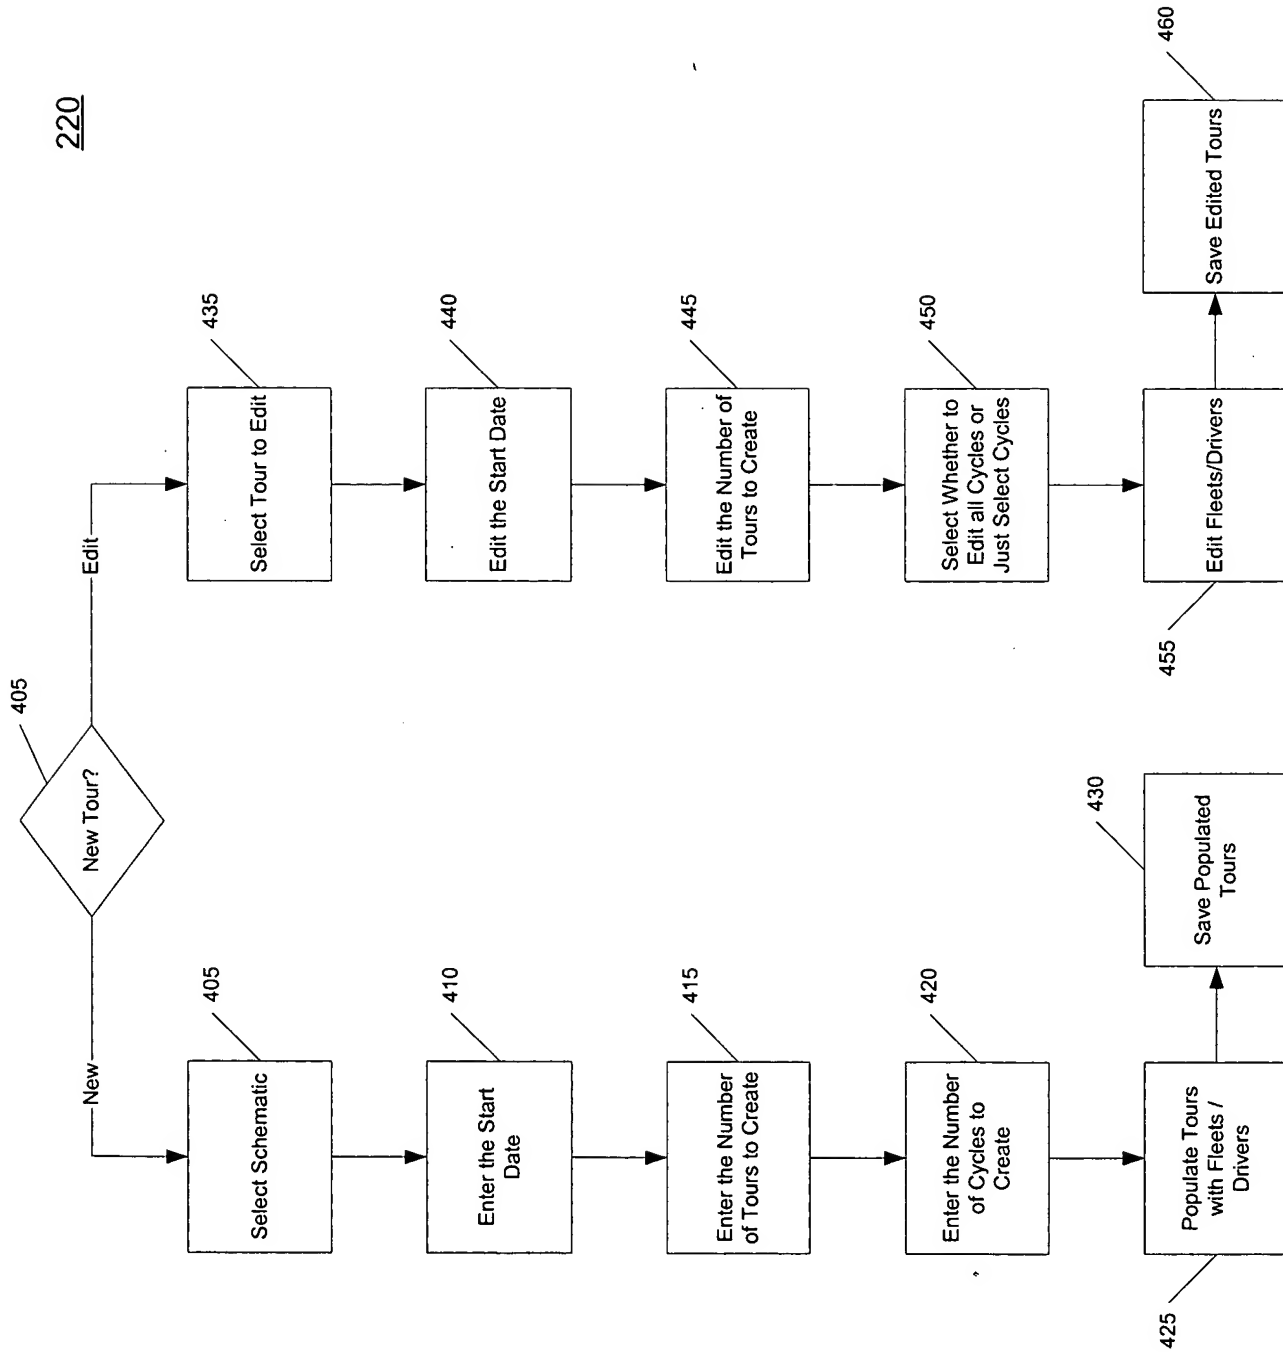 220
405
New Tour?
New
Edit
405
Select Schematic
410
Enter the Start
Date
415
Enter the Number
of Tours to Create
420
Enter the Number
of Cycles to
Create
425
Populate Tours
with Fleets /
Drivers
430
Save Populated
Tours
435
Select Tour to Edit
440
Edit the Start Date
445
Edit the Number of
Tours to Create
450
Select Whether to
Edit all Cycles or
Just Select Cycles
455
Edit Fleets/Drivers
460
Save Edited Tours